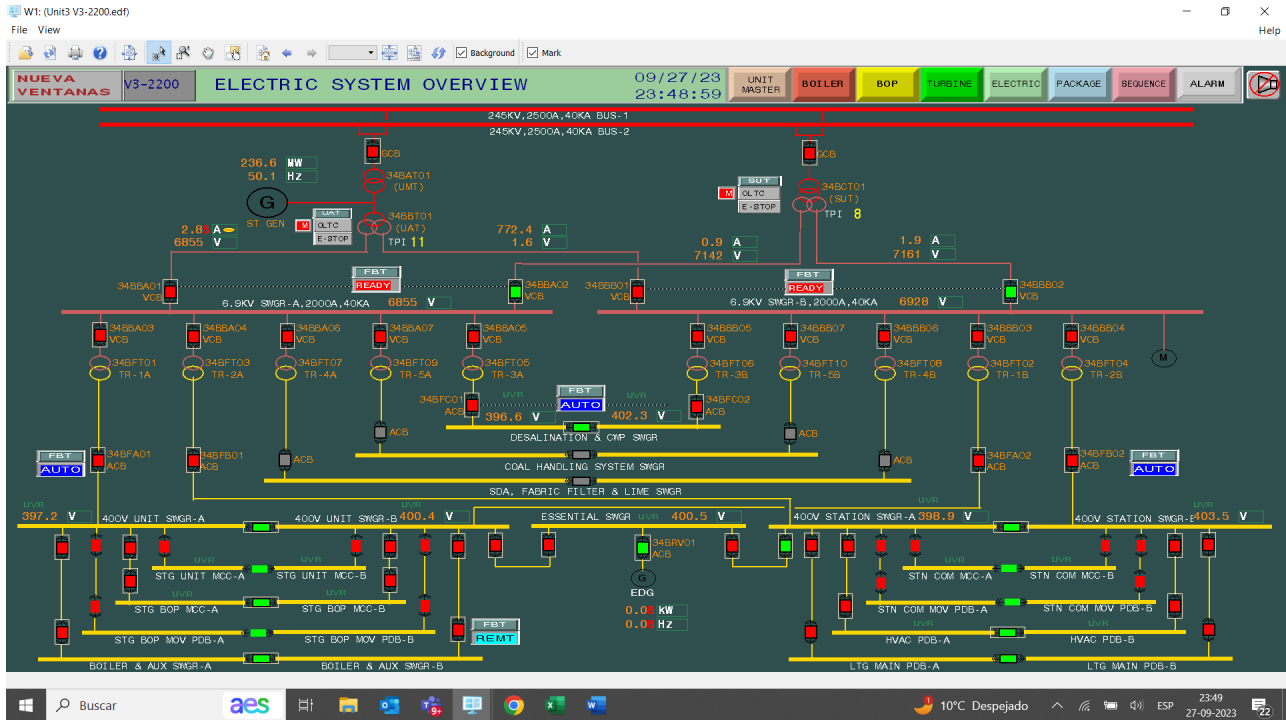 W1: (Unit3 V3-2200.edf)
File View Help
Background Mark
NUEVA VENTANAS
V3-2200
ELECTRIC SYSTEM OVERVIEW
09/27/23
23:48:59
UNIT MASTER
BOILER
BOP
TURBINE
ELECTRIC
PACKAGE
SEQUENCE
ALARM
245KV,2500A,40KA BUS-1
245KV,2500A,40KA BUS-2
GCB
GCB
236.6 MW
50.1 Hz
34BAT01
(UMT)
G
ST GEN
UAT
M OLTC
E-STOP
34BBT01
(UAT)
TPI 11
SUT
M OLTC
E-STOP
34BCT01
(SUT)
TPI 8
2.8 A
6855 V
772.4 A
1.6 V
0.9 A
7142 V
1.9 A
7161 V
34BBA01
VCB
FBT
READY
34BBA02
VCB
34BBB01
VCB
FBT
READY
34BBB02
VCB
6.9KV SWGR-A,2000A,40KA 6855 V
6.9KV SWGR-B,2000A,40KA 6928 V
34BBA03
VCB
34BBA04
VCB
34BBA06
VCB
34BBA07
VCB
34BBA05
VCB
34BBB05
VCB
34BBB07
VCB
34BBB06
VCB
34BBB03
VCB
34BBB04
VCB
34BFT01
TR-1A
34BFT03
TR-2A
34BFT07
TR-4A
34BFT09
TR-5A
34BFT05
TR-3A
34BFT06
TR-3B
34BFT10
TR-5B
34BFT08
TR-4B
34BFT02
TR-1B
34BFT04
TR-2B
M
34BFC01
ACB
UVR
FBT
AUTO
UVR
34BFC02
ACB
396.6 V
402.3 V
DESALINATION & CWP SWGR
ACB
ACB
COAL HANDLING SYSTEM SWGR
FBT
AUTO
34BFA01
ACB
34BFB01
ACB
ACB
ACB
34BFA02
ACB
34BFB02
ACB
FBT
AUTO
SDA, FABRIC FILTER & LIME SWGR
UVR
397.2 V
400V UNIT SWGR-A
400V UNIT SWGR-B
UVR
400.4 V
ESSENTIAL SWGR UVR 400.5 V
400V STATION SWGR-A
UVR
398.9 V
400V STATION SWGR-B
UVR
403.5 V
34BRV01
ACB
G
EDG
0.0 kW
0.0 Hz
UVR
STG UNIT MCC-A
STG UNIT MCC-B
UVR
STG BOP MCC-A
STG BOP MCC-B
UVR
STG BOP MOV PDB-A
STG BOP MOV PDB-B
FBT
REMT
BOILER & AUX SWGR-A
BOILER & AUX SWGR-B
UVR
STN COM MCC-A
STN COM MCC-B
UVR
STN COM MOV PDB-A
STN COM MOV PDB-B
UVR
HVAC PDB-A
HVAC PDB-B
UVR
LTG MAIN PDB-A
LTG MAIN PDB-B
Buscar
aes
9+
10°C Despejado
ESP
23:49
27-09-2023
22